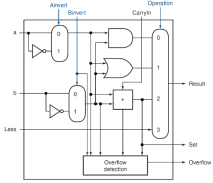 Operation
Ainvert
CarryIn
Binvert
a
0
0
1
1
Result
b
0
+
2
1
Less
3
Set
Overflow
detection
Overflow